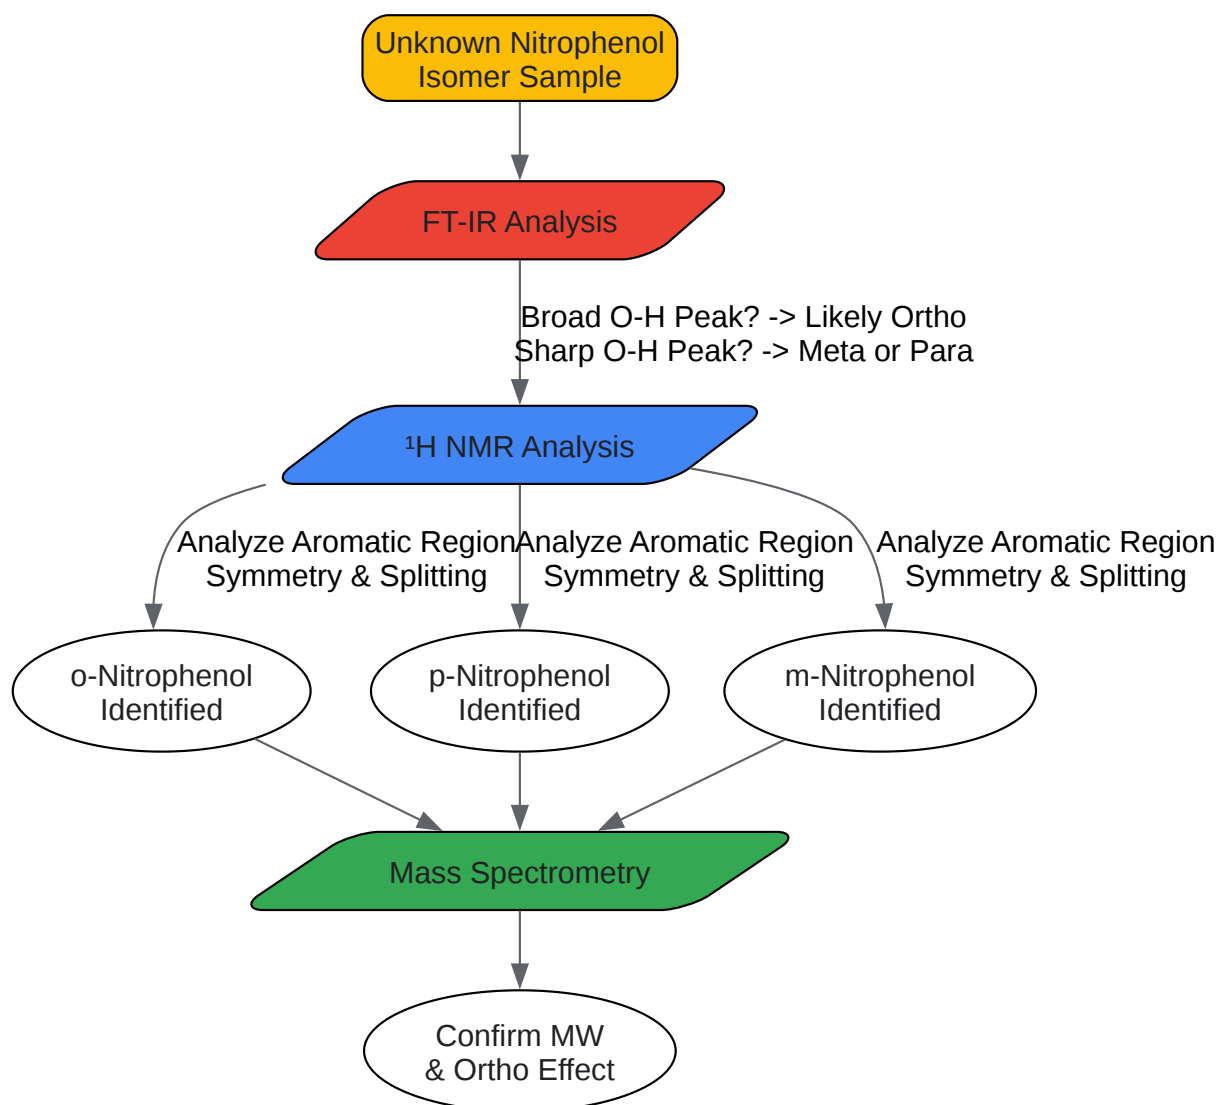 Unknown Nitrophenol
Isomer Sample
FT-IR Analysis
Broad O-H Peak? -> Likely Ortho
Sharp O-H Peak? -> Meta or Para
¹H NMR Analysis
Analyze Aromatic Region
Symmetry & Splitting
Analyze Aromatic Region
Symmetry & Splitting
Analyze Aromatic Region
Symmetry & Splitting
o-Nitrophenol
Identified
p-Nitrophenol
Identified
m-Nitrophenol
Identified
Mass Spectrometry
Confirm MW
& Ortho Effect